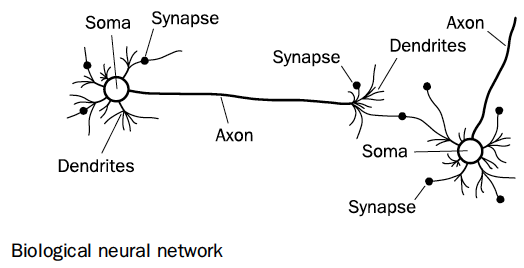 Soma
Synapse
Axon
Synapse
Dendrites
Axon
Soma
Dendrites
Synapse
Biological neural network